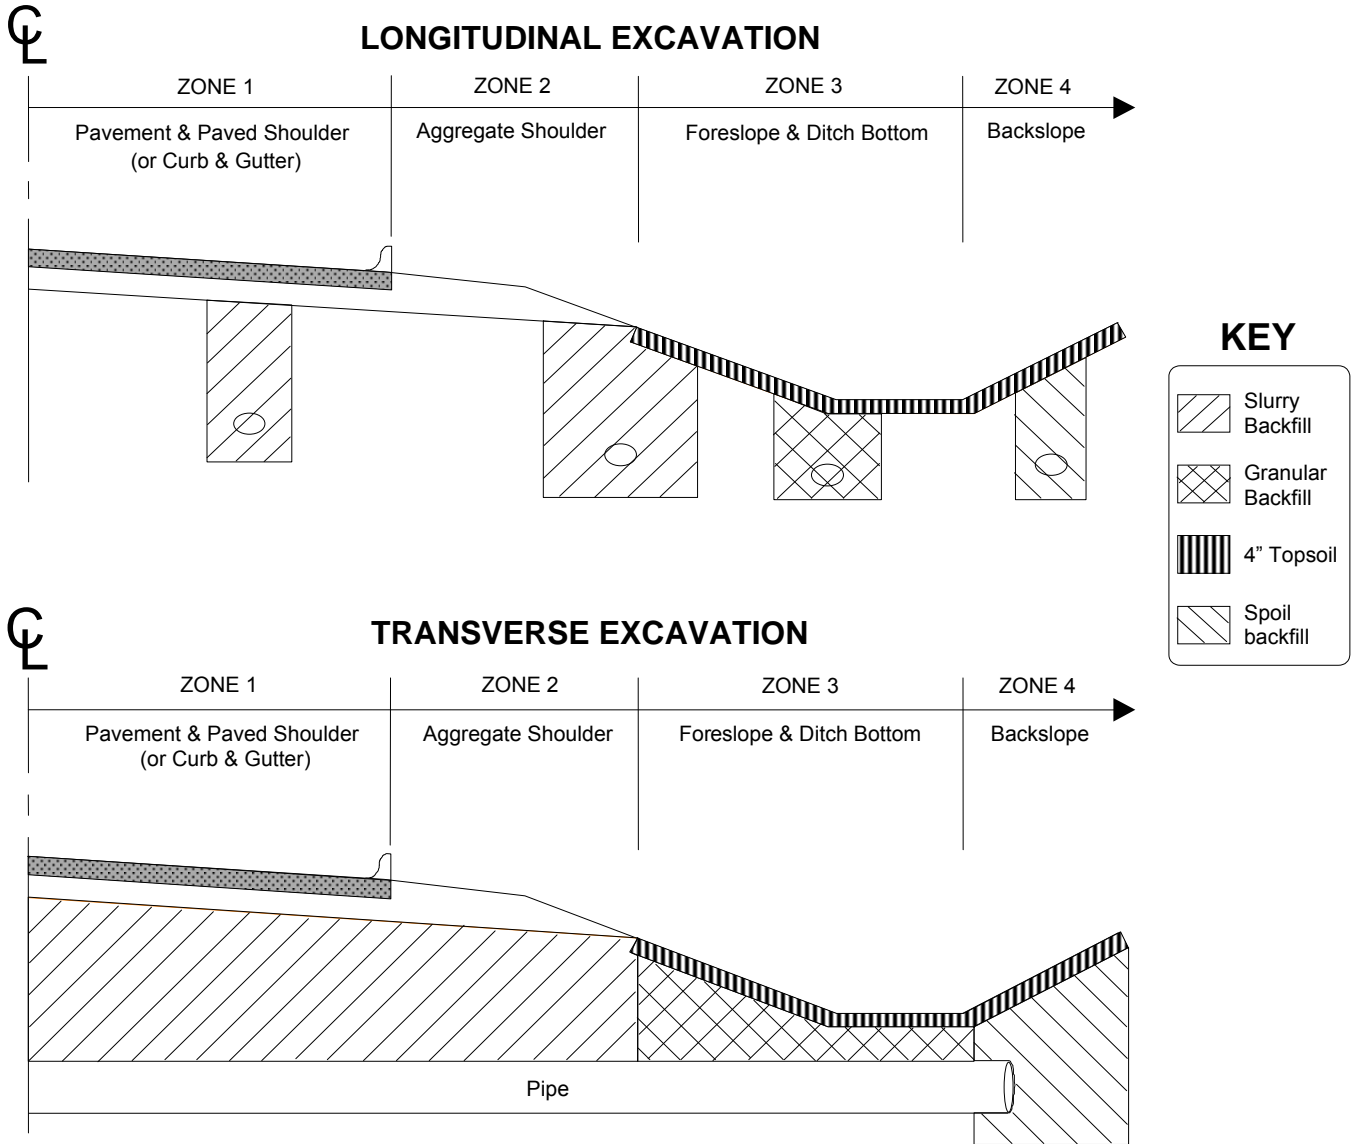 ℄
LONGITUDINAL EXCAVATION
ZONE 1 ZONE 2 ZONE 3 ZONE 4
Pavement & Paved Shoulder
(or Curb & Gutter)
Aggregate Shoulder
Foreslope & Ditch Bottom
Backslope
KEY
Slurry
Backfill
Granular
Backfill
4” Topsoil
Spoil
backfill
℄
TRANSVERSE EXCAVATION
ZONE 1 ZONE 2 ZONE 3 ZONE 4
Pavement & Paved Shoulder
(or Curb & Gutter)
Aggregate Shoulder
Foreslope & Ditch Bottom
Backslope
Pipe